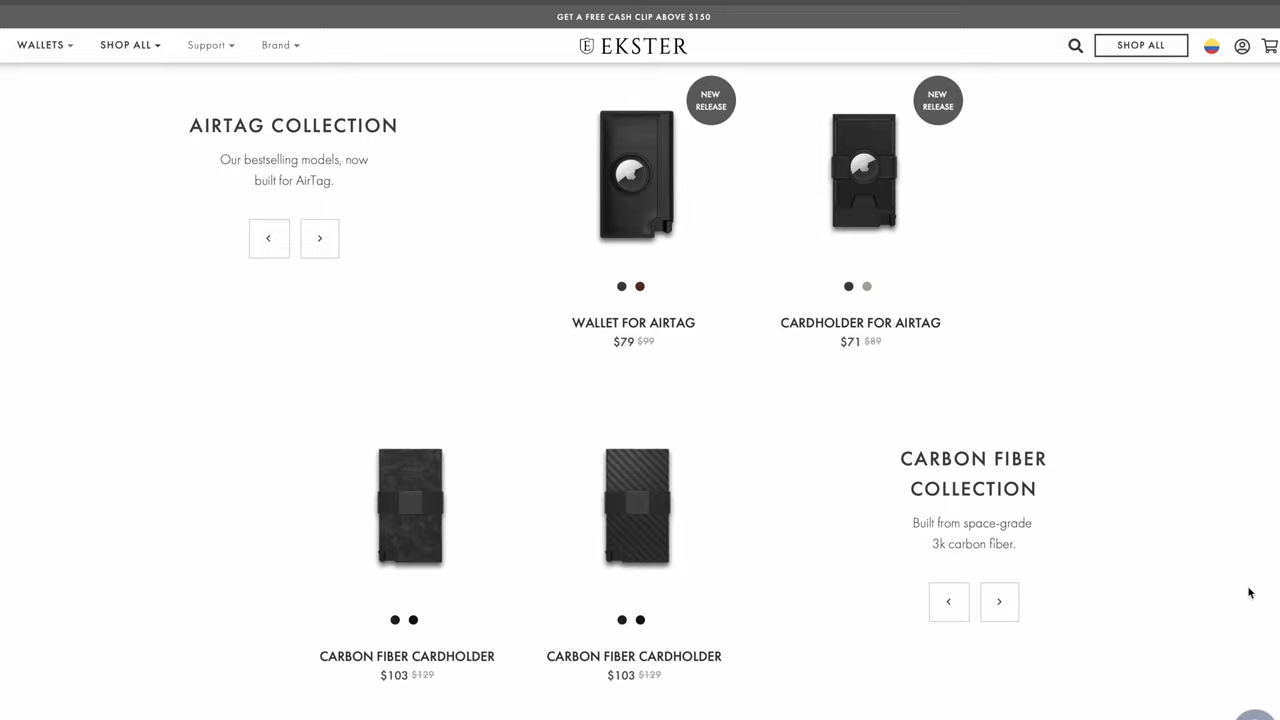 GET A FREE CASH CLIP ABOVE $150
WALLETS SHOP ALL Support Brand EKSTER SHOP ALL
NEW
RELEASE
NEW
RELEASE
AIRTAG COLLECTION
Our bestselling models, now
built for AirTag.
WALLET FOR AIRTAG
$79 $99
CARDHOLDER FOR AIRTAG
$71 $89
CARBON FIBER
COLLECTION
Built from space-grade
3k carbon fiber.
CARBON FIBER CARDHOLDER
$103 $129
CARBON FIBER CARDHOLDER
$103 $129